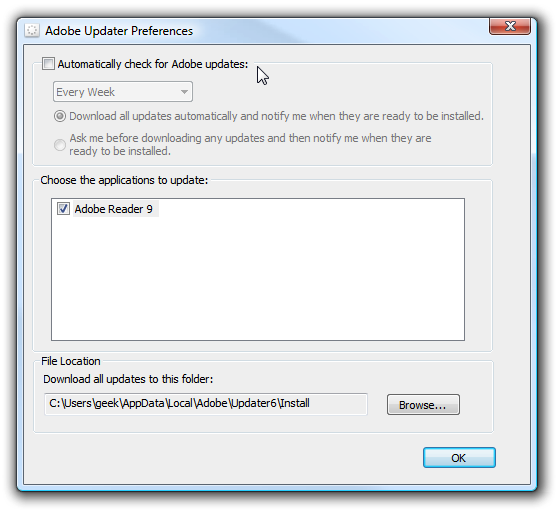 Adobe Updater Preferences
Automatically check for Adobe updates:
Every Week
Download all updates automatically and notify me when they are ready to be installed.
Ask me before downloading any updates and then notify me when they are
ready to be installed.
Choose the applications to update:
Adobe Reader 9
File Location
Download all updates to this folder:
C:\Users\geek\AppData\Local\Adobe\Updater6\Install
Browse...
OK